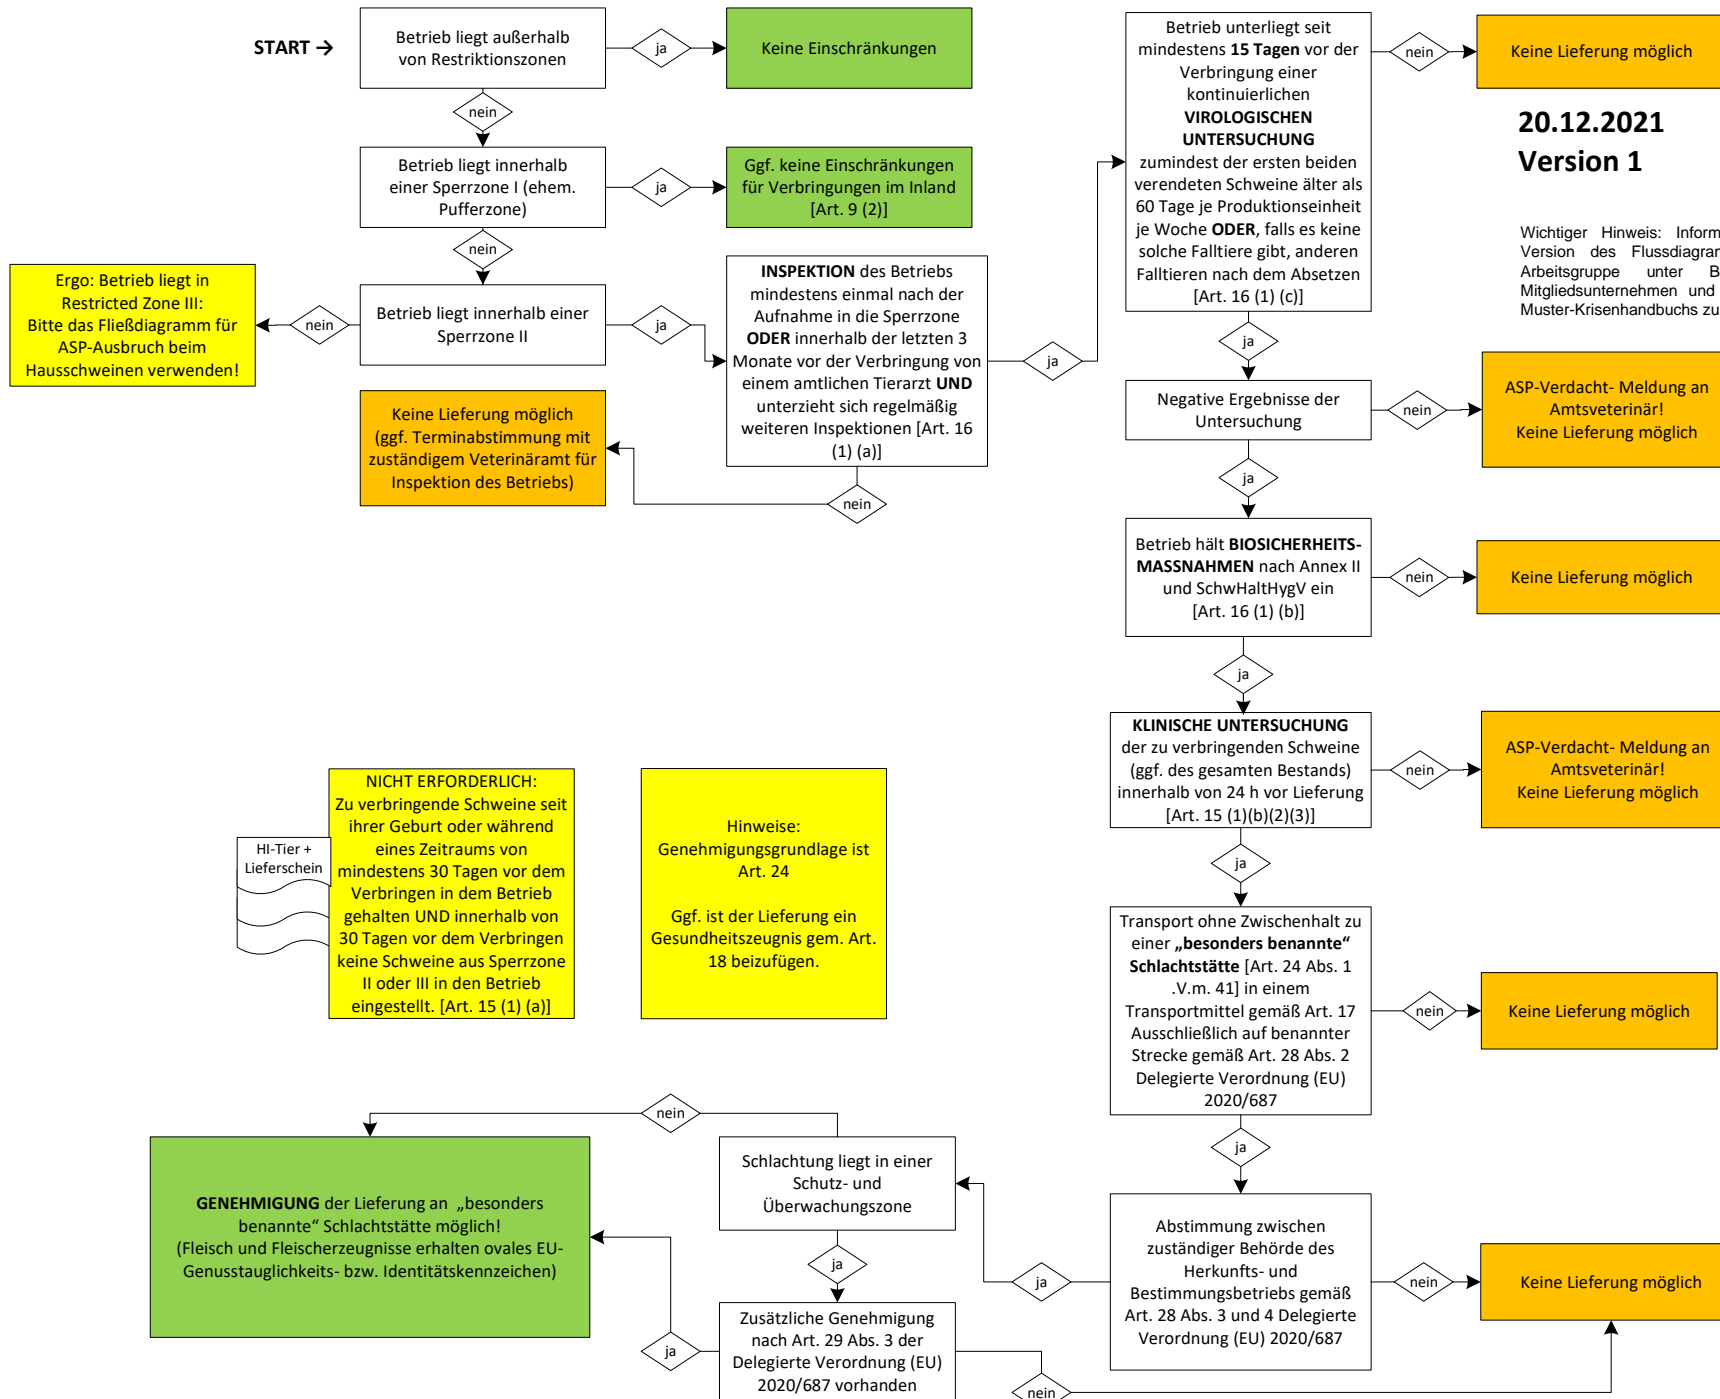 START →
Betrieb liegt außerhalb
von Restriktionszonen
ja
Keine Einschränkungen
nein
Betrieb liegt innerhalb
einer Sperrzone I (ehem.
Pufferzone)
ja
Ggf. keine Einschränkungen
für Verbringungen im Inland
[Art. 9 (2)]
nein
Betrieb liegt innerhalb einer
Sperrzone II
nein
Ergo: Betrieb liegt in
Restricted Zone III:
Bitte das Fließdiagramm für
ASP-Ausbruch beim
Hausschweinen verwenden!
ja
INSPEKTION des Betriebs
mindestens einmal nach der
Aufnahme in die Sperrzone
ODER innerhalb der letzten 3
Monate vor der Verbringung von
einem amtlichen Tierarzt UND
unterzieht sich regelmäßig
weiteren Inspektionen [Art. 16
(1) (a)]
nein
Keine Lieferung möglich
(ggf. Terminabstimmung mit
zuständigem Veterinäramt für
Inspektion des Betriebs)
ja
Betrieb unterliegt seit
mindestens 15 Tagen vor der
Verbringung einer
kontinuierlichen
VIROLOGISCHEN
UNTERSUCHUNG
zumindest der ersten beiden
verendeten Schweine älter als
60 Tage je Produktionseinheit
je Woche ODER, falls es keine
solche Falltiere gibt, anderen
Falltieren nach dem Absetzen
[Art. 16 (1) (c)]
nein
Keine Lieferung möglich
20.12.2021
Version 1
Wichtiger Hinweis: Inform
Version des Flussdiagran
Arbeitsgruppe unter B
Mitgliedsunternehmen und
Muster-Krisenhandbuchs zu
ja
Negative Ergebnisse der
Untersuchung
nein
ASP-Verdacht- Meldung an
Amtsveterinär!
Keine Lieferung möglich
ja
Betrieb hält BIOSICHERHEITS-
MASSNAHMEN nach Annex II
und SchwHaltHygV ein
[Art. 16 (1) (b)]
nein
Keine Lieferung möglich
ja
KLINISCHE UNTERSUCHUNG
der zu verbringenden Schweine
(ggf. des gesamten Bestands)
innerhalb von 24 h vor Lieferung
[Art. 15 (1)(b)(2)(3)]
nein
ASP-Verdacht- Meldung an
Amtsveterinär!
Keine Lieferung möglich
ja
HI-Tier +
Lieferschein
NICHT ERFORDERLICH:
Zu verbringende Schweine seit
ihrer Geburt oder während
eines Zeitraums von
mindestens 30 Tagen vor dem
Verbringen in dem Betrieb
gehalten UND innerhalb von
30 Tagen vor dem Verbringen
keine Schweine aus Sperrzone
II oder III in den Betrieb
eingestellt. [Art. 15 (1) (a)]
Hinweise:
Genehmigungsgrundlage ist
Art. 24
Ggf. ist der Lieferung ein
Gesundheitszeugnis gem. Art.
18 beizufügen.
Transport ohne Zwischenhalt zu
einer „besonders benannte“
Schlachtstätte [Art. 24 Abs. 1
.V.m. 41] in einem
Transportmittel gemäß Art. 17
Ausschließlich auf benannter
Strecke gemäß Art. 28 Abs. 2
Delegierte Verordnung (EU)
2020/687
nein
Keine Lieferung möglich
ja
Abstimmung zwischen
zuständiger Behörde des
Herkunfts- und
Bestimmungsbetriebs gemäß
Art. 28 Abs. 3 und 4 Delegierte
Verordnung (EU) 2020/687
nein
Keine Lieferung möglich
ja
Schlachtung liegt in einer
Schutz- und
Überwachungszone
nein
GENEHMIGUNG der Lieferung an „besonders
benannte“ Schlachtstätte möglich!
(Fleisch und Fleischerzeugnisse erhalten ovales EU-
Genusstauglichkeits- bzw. Identitätskennzeichen)
ja
Zusätzliche Genehmigung
nach Art. 29 Abs. 3 der
Delegierte Verordnung (EU)
2020/687 vorhanden
ja
nein